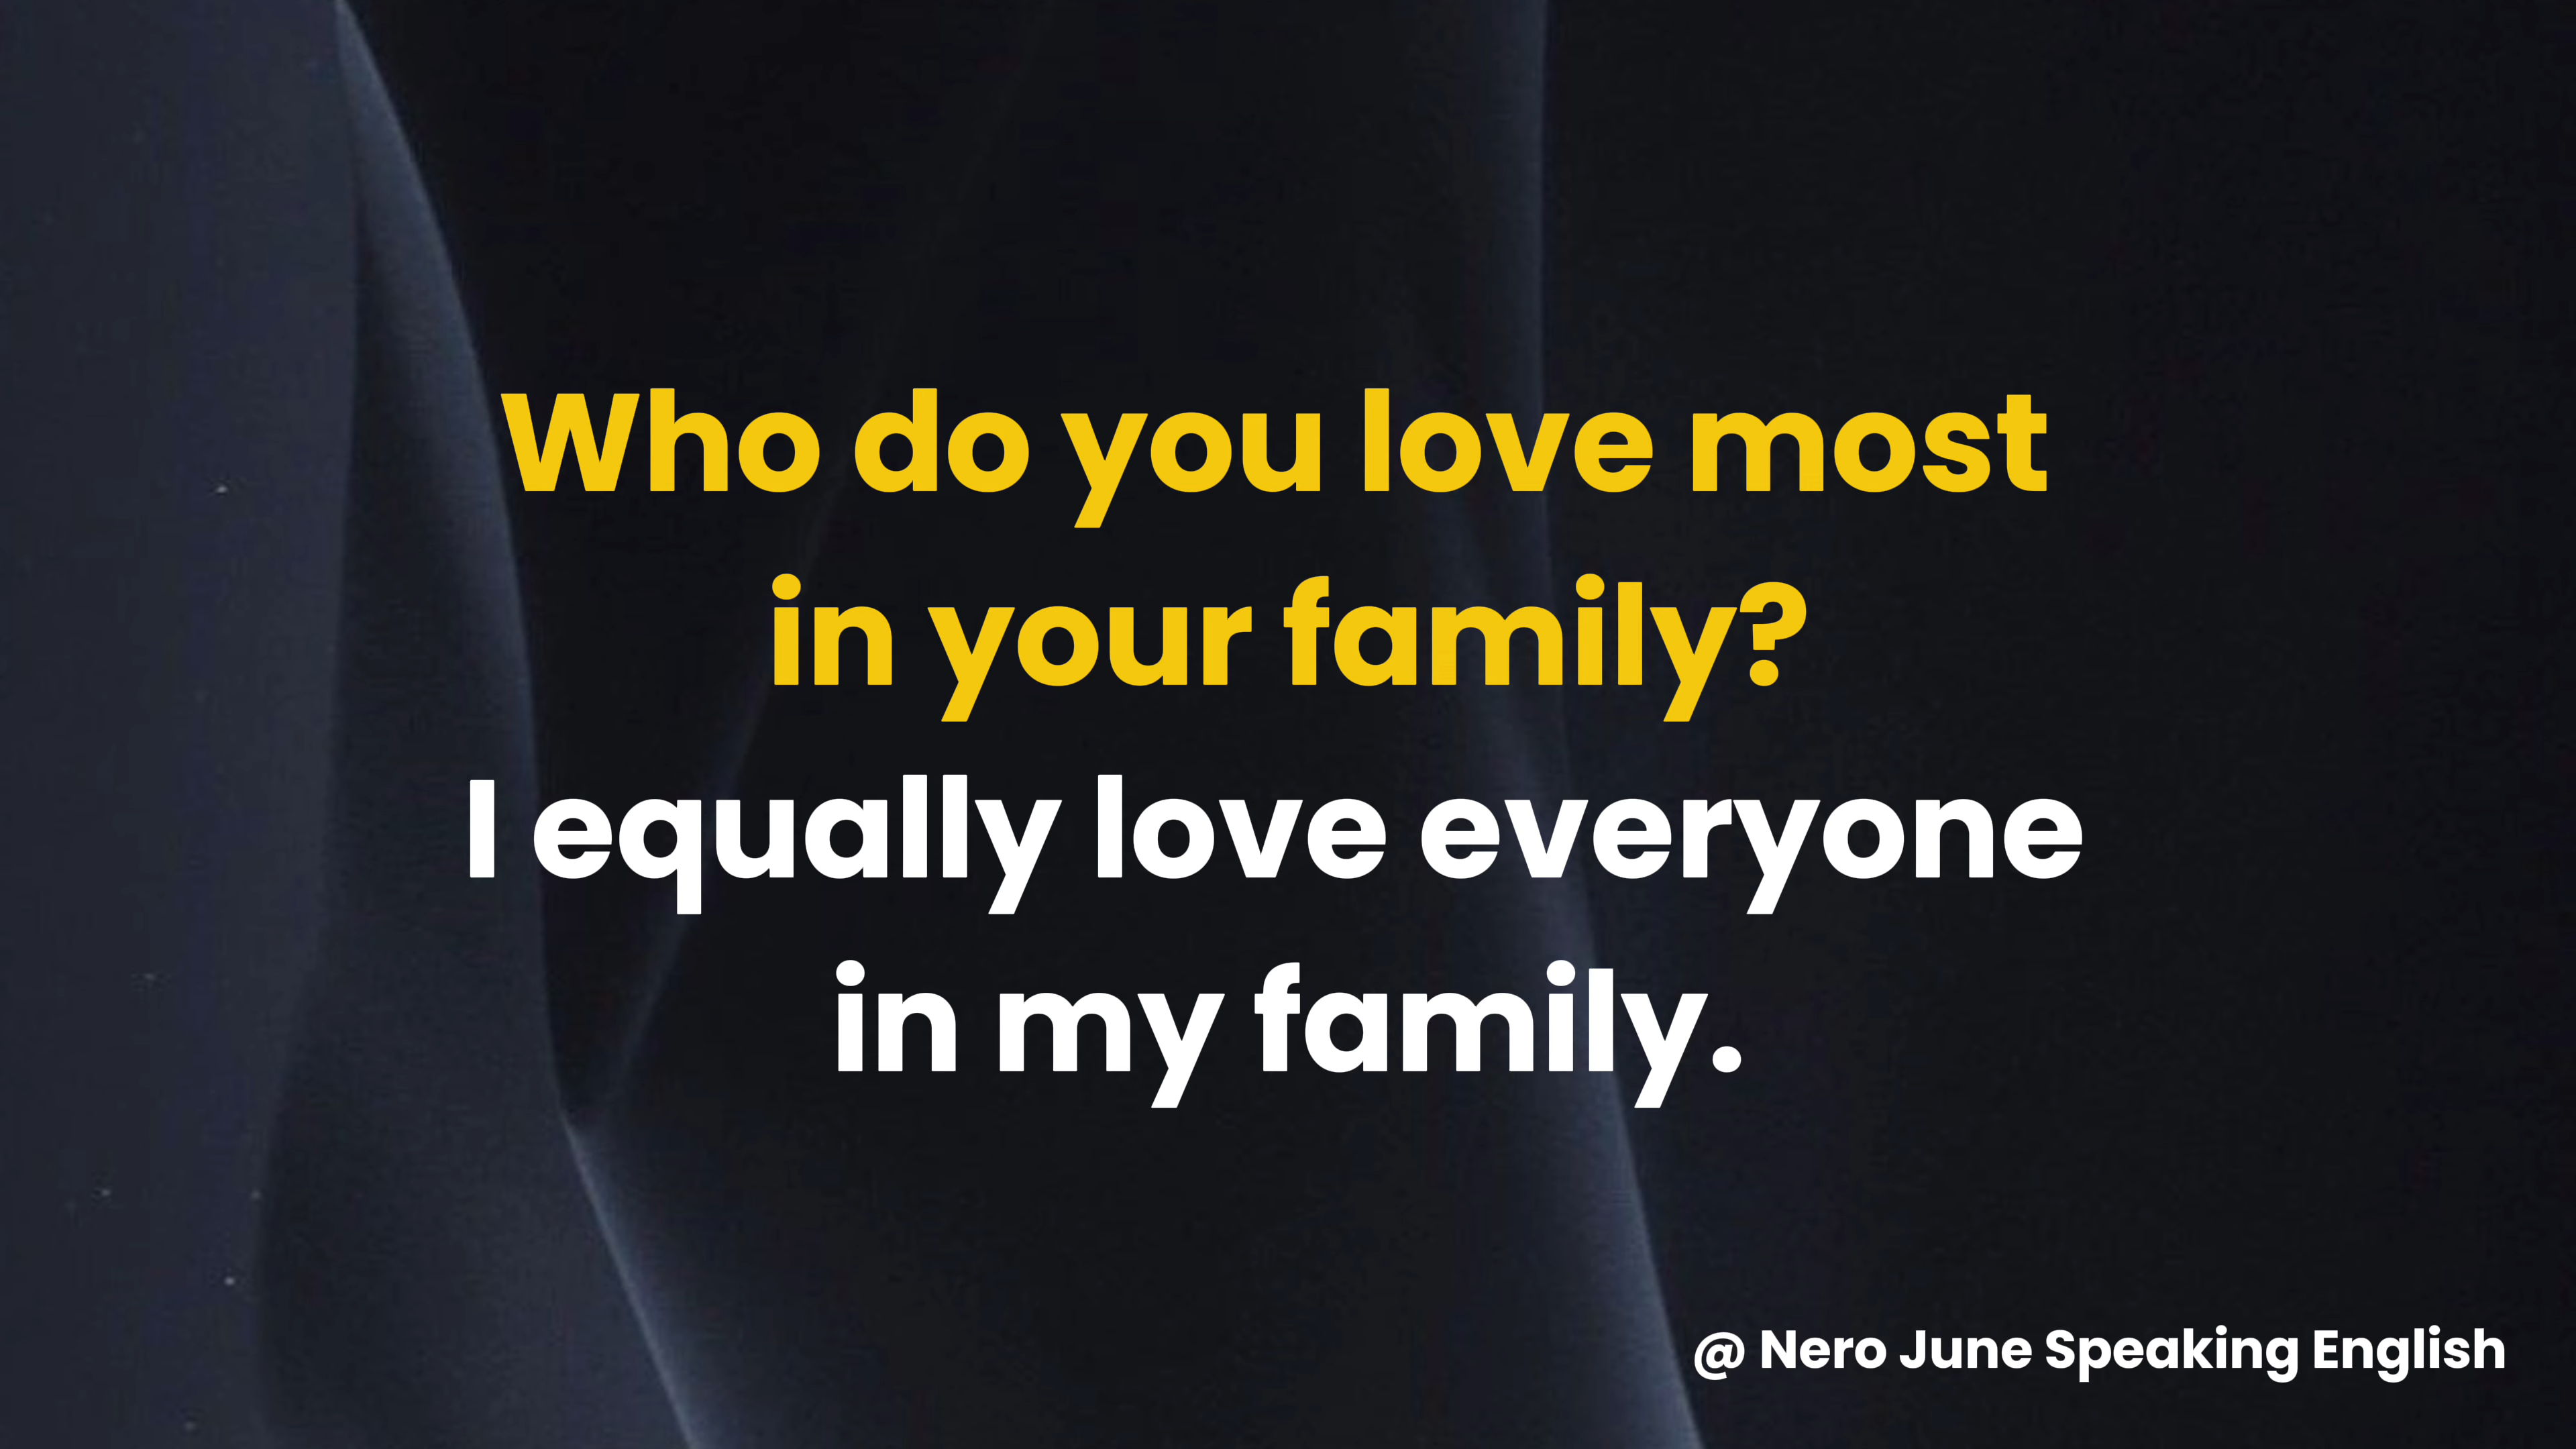 Who do you love most
in your family?
I equally love everyone
in my family.
@ Nero June Speaking English